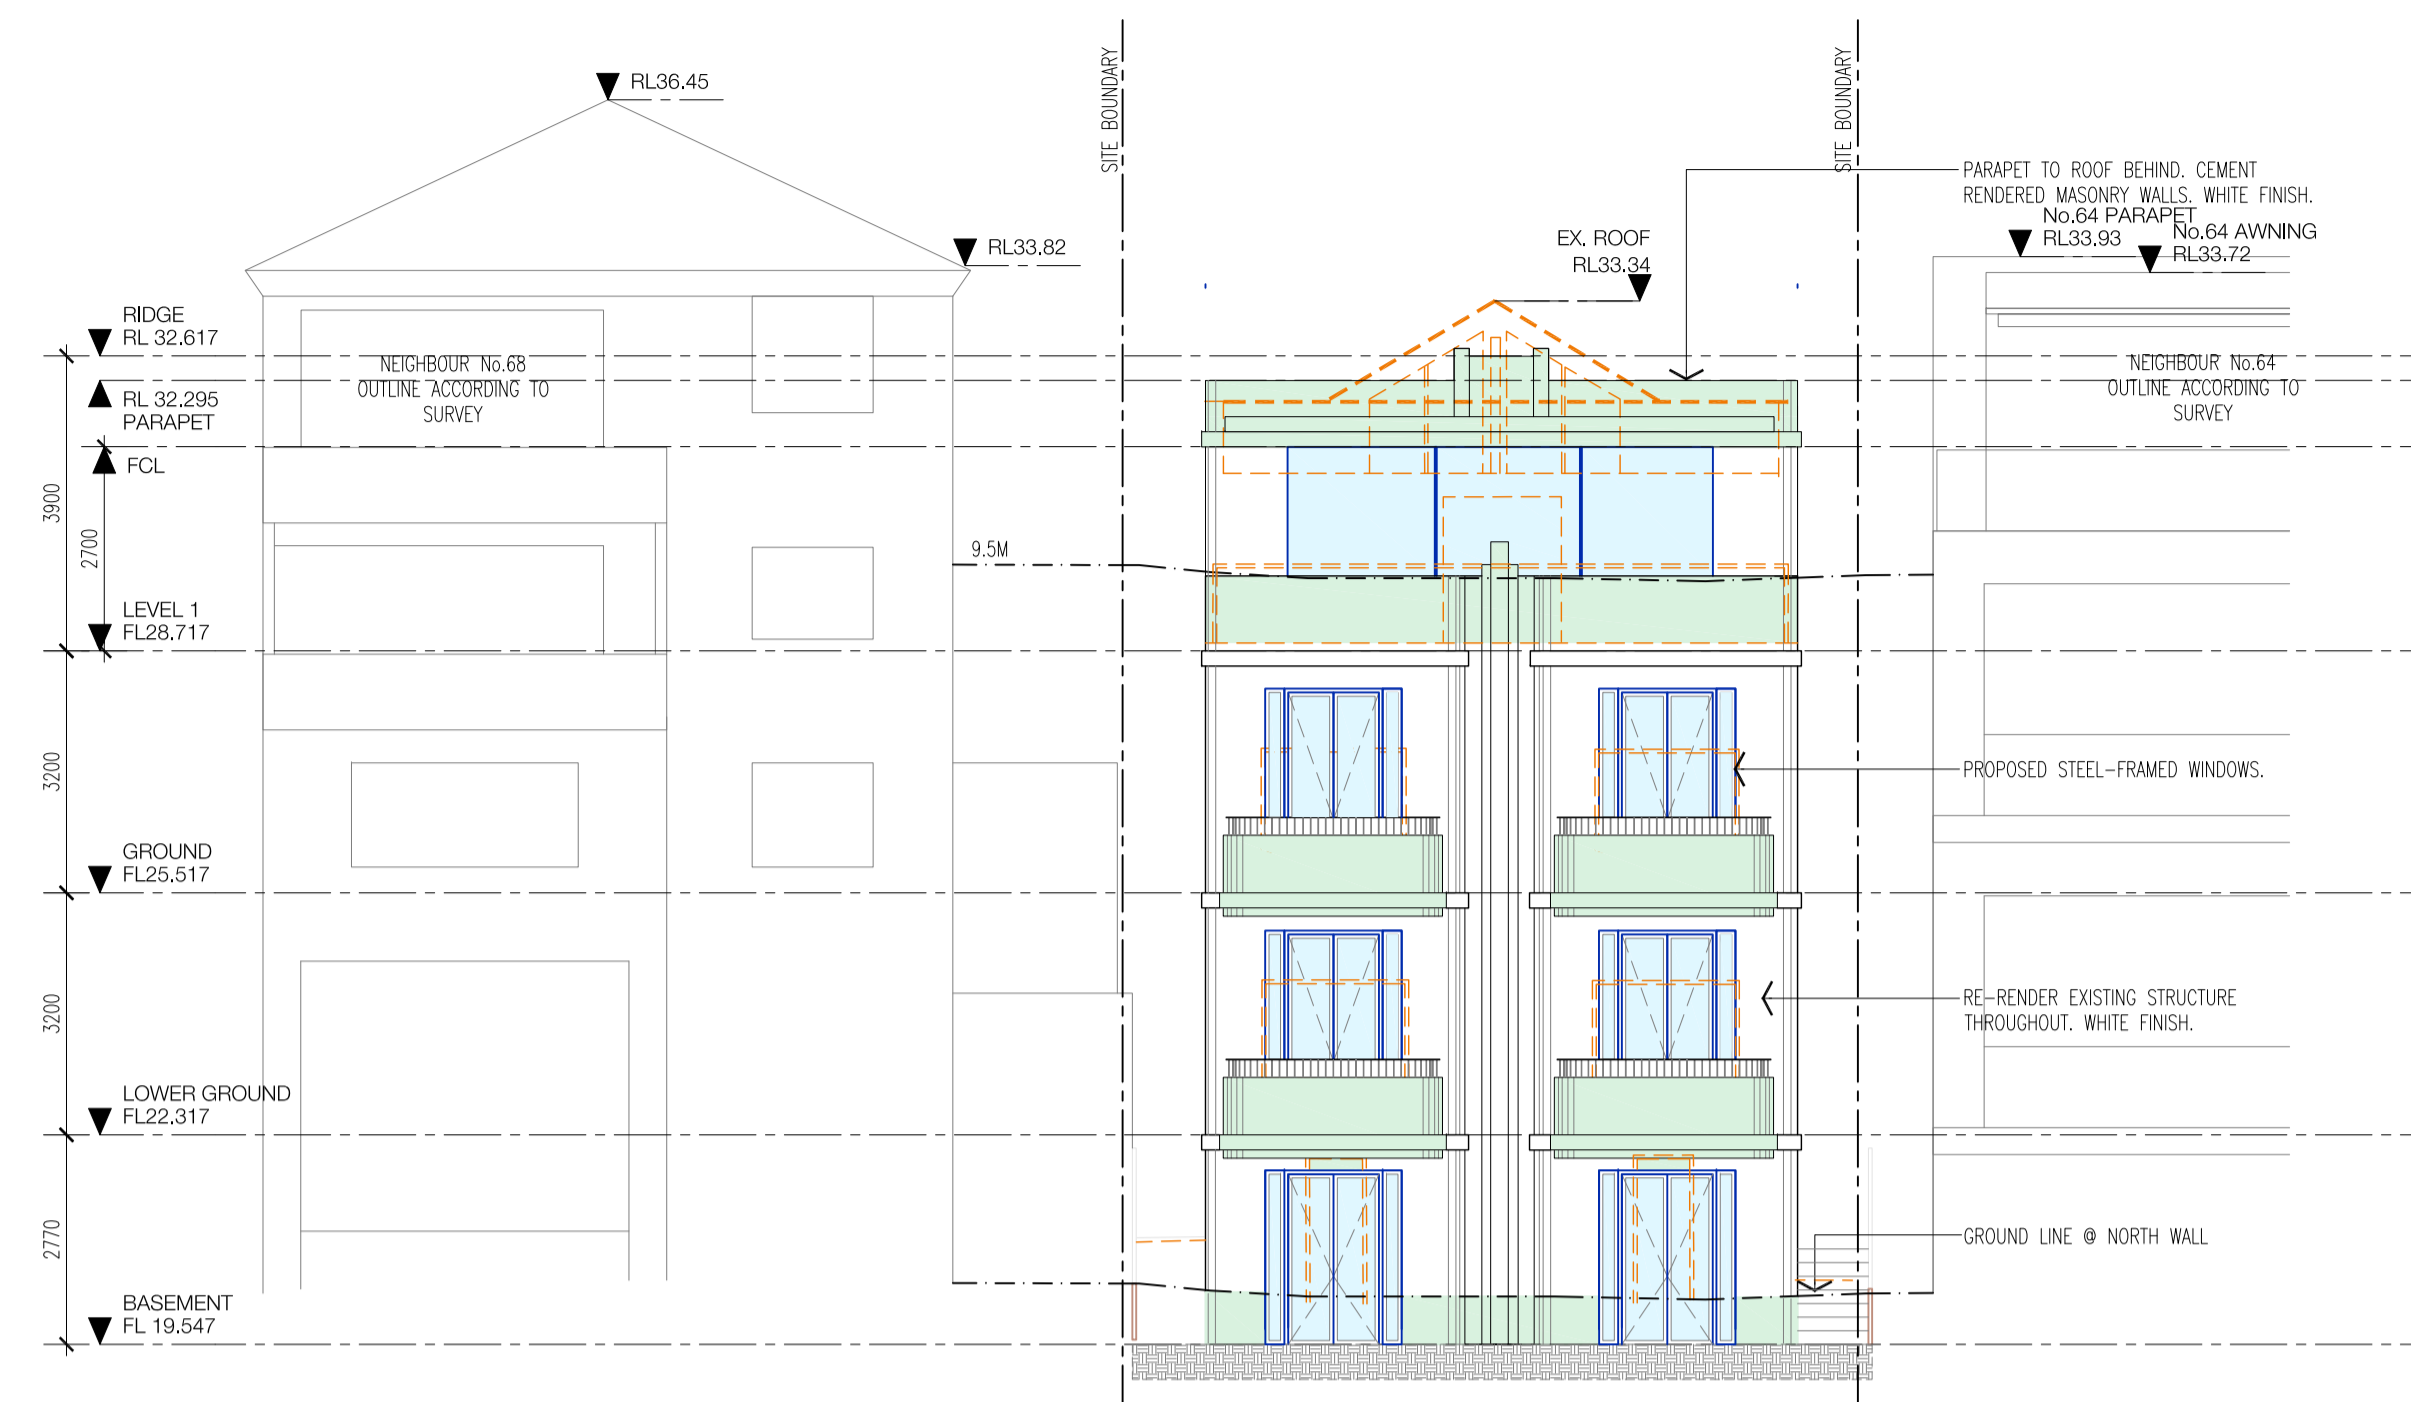 SITE BOUNDARY
SITE BOUNDARY
RL36.45
RL33.82
PARAPET TO ROOF BEHIND. CEMENT
RENDERED MASONRY WALLS. WHITE FINISH.
No.64 PARAPET
RL33.93
No.64 AWNING
RL33.72
EX. ROOF
RL33.34
RIDGE
RL 32.617
NEIGHBOUR No.68
OUTLINE ACCORDING TO
SURVEY
NEIGHBOUR No.64
OUTLINE ACCORDING TO
SURVEY
RL 32.295
PARAPET
FCL
3900
2700
9.5M
LEVEL 1
FL28.717
3200
PROPOSED STEEL-FRAMED WINDOWS.
GROUND
FL25.517
3200
RE-RENDER EXISTING STRUCTURE
THROUGHOUT. WHITE FINISH.
LOWER GROUND
FL22.317
2770
GROUND LINE @ NORTH WALL
BASEMENT
FL 19.547